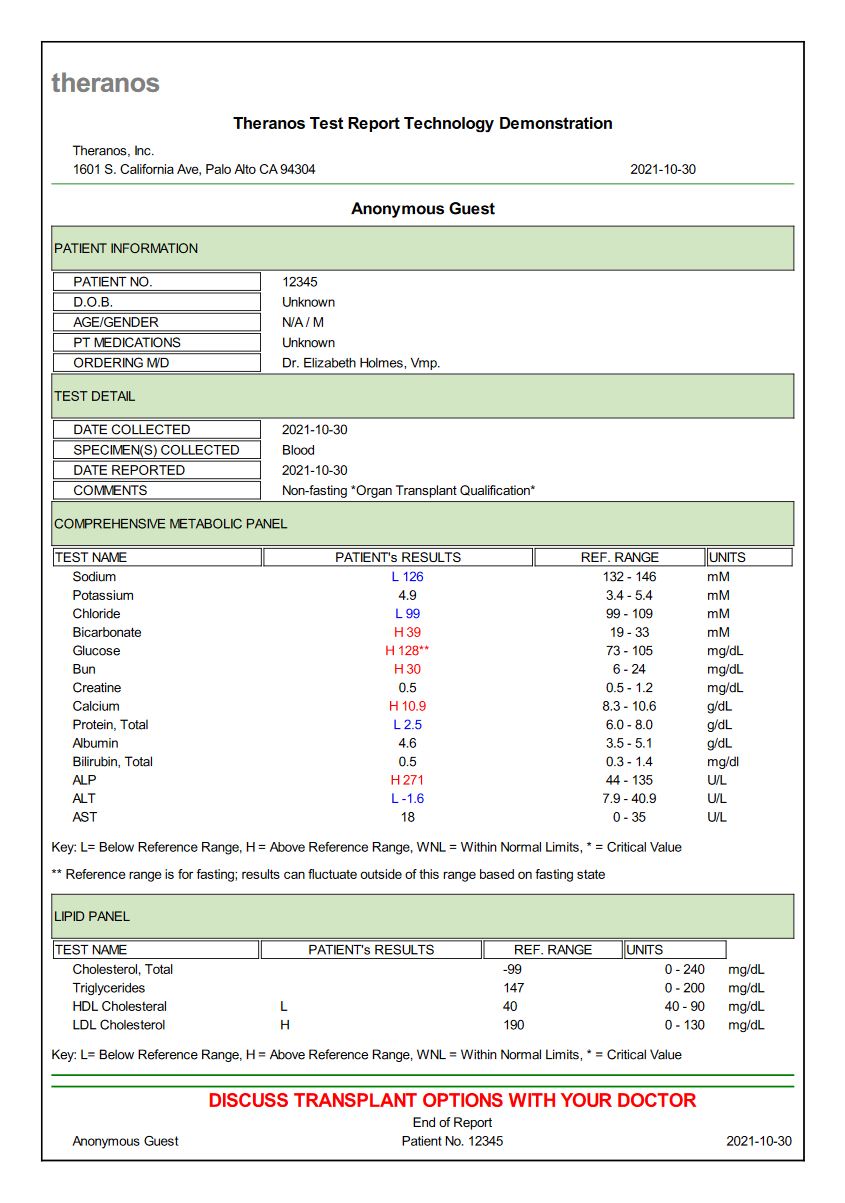 theranos
Theranos Test Report Technology Demonstration
Theranos, Inc.
1601 S. California Ave, Palo Alto CA 94304 2021-10-30
Anonymous Guest
PATIENT INFORMATION
PATIENT NO. 12345
D.O.B. Unknown
AGE/GENDER N/A / M
PT MEDICATIONS Unknown
ORDERING M/D Dr. Elizabeth Holmes, Vmp.
TEST DETAIL
DATE COLLECTED 2021-10-30
SPECIMEN(S) COLLECTED Blood
DATE REPORTED 2021-10-30
COMMENTS Non-fasting *Organ Transplant Qualification*
COMPREHENSIVE METABOLIC PANEL
TEST NAME PATIENT's RESULTS REF. RANGE UNITS
Sodium L 126 132 - 146 mM
Potassium 4.9 3.4 - 5.4 mM
Chloride L 99 99 - 109 mM
Bicarbonate H 39 19 - 33 mM
Glucose H 128** 73 - 105 mg/dL
Bun H 30 6 - 24 mg/dL
Creatine 0.5 0.5 - 1.2 mg/dL
Calcium H 10.9 8.3 - 10.6 g/dL
Protein, Total L 2.5 6.0 - 8.0 g/dL
Albumin 4.6 3.5 - 5.1 g/dL
Bilirubin, Total 0.5 0.3 - 1.4 mg/dl
ALP H 271 44 - 135 U/L
ALT L -1.6 7.9 - 40.9 U/L
AST 18 0 - 35 U/L
Key: L= Below Reference Range, H = Above Reference Range, WNL = Within Normal Limits, * = Critical Value
** Reference range is for fasting; results can fluctuate outside of this range based on fasting state
LIPID PANEL
TEST NAME PATIENT's RESULTS REF. RANGE UNITS
Cholesterol, Total -99 0 - 240 mg/dL
Triglycerides 147 0 - 200 mg/dL
HDL Cholesteral L 40 40 - 90 mg/dL
LDL Cholesterol H 190 0 - 130 mg/dL
Key: L= Below Reference Range, H = Above Reference Range, WNL = Within Normal Limits, * = Critical Value
DISCUSS TRANSPLANT OPTIONS WITH YOUR DOCTOR
End of Report
Anonymous Guest Patient No. 12345 2021-10-30